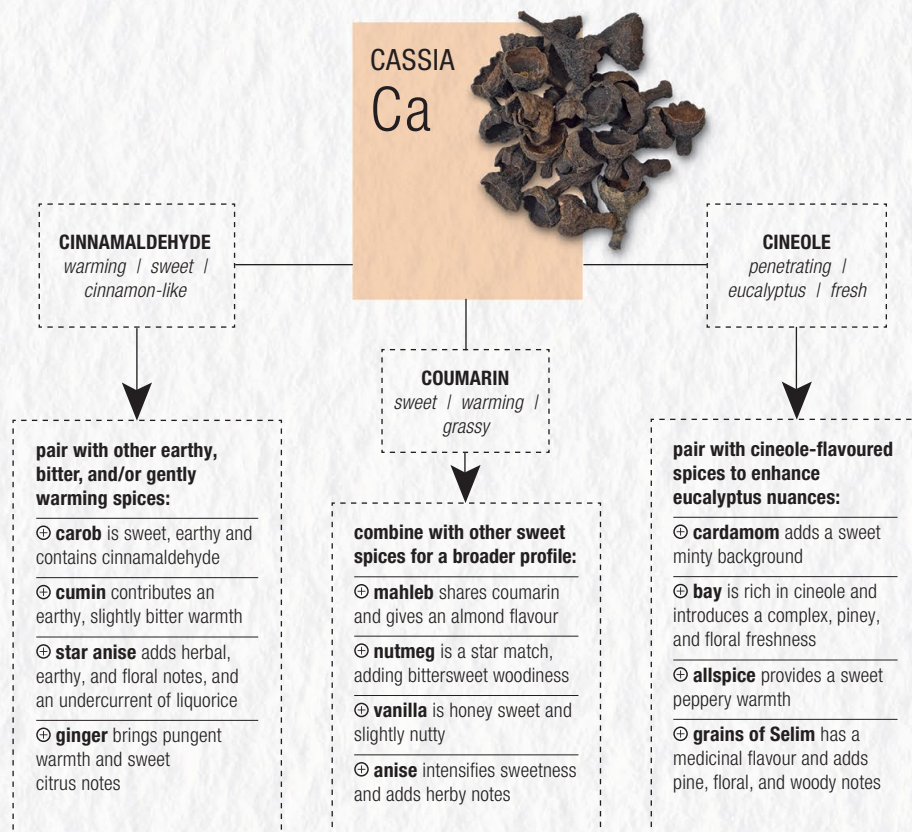 CASSIA
Ca
CINNAMALDEHYDE
warming | sweet |
cinnamon-like
CINEOLE
penetrating |
eucalyptus | fresh
COUMARIN
sweet | warming |
grassy
pair with other earthy,
bitter, and/or gently
warming spices:
⊕ carob is sweet, earthy and
contains cinnamaldehyde
⊕ cumin contributes an
earthy, slightly bitter warmth
⊕ star anise adds herbal,
earthy, and floral notes, and
an undercurrent of liquorice
⊕ ginger brings pungent
warmth and sweet
citrus notes
combine with other sweet
spices for a broader profile:
⊕ mahleb shares coumarin
and gives an almond flavour
⊕ nutmeg is a star match,
adding bittersweet woodiness
⊕ vanilla is honey sweet and
slightly nutty
⊕ anise intensifies sweetness
and adds herby notes
pair with cineole-flavoured
spices to enhance
eucalyptus nuances:
⊕ cardamom adds a sweet
minty background
⊕ bay is rich in cineole and
introduces a complex, piney,
and floral freshness
⊕ allspice provides a sweet
peppery warmth
⊕ grains of Selim has a
medicinal flavour and adds
pine, floral, and woody notes